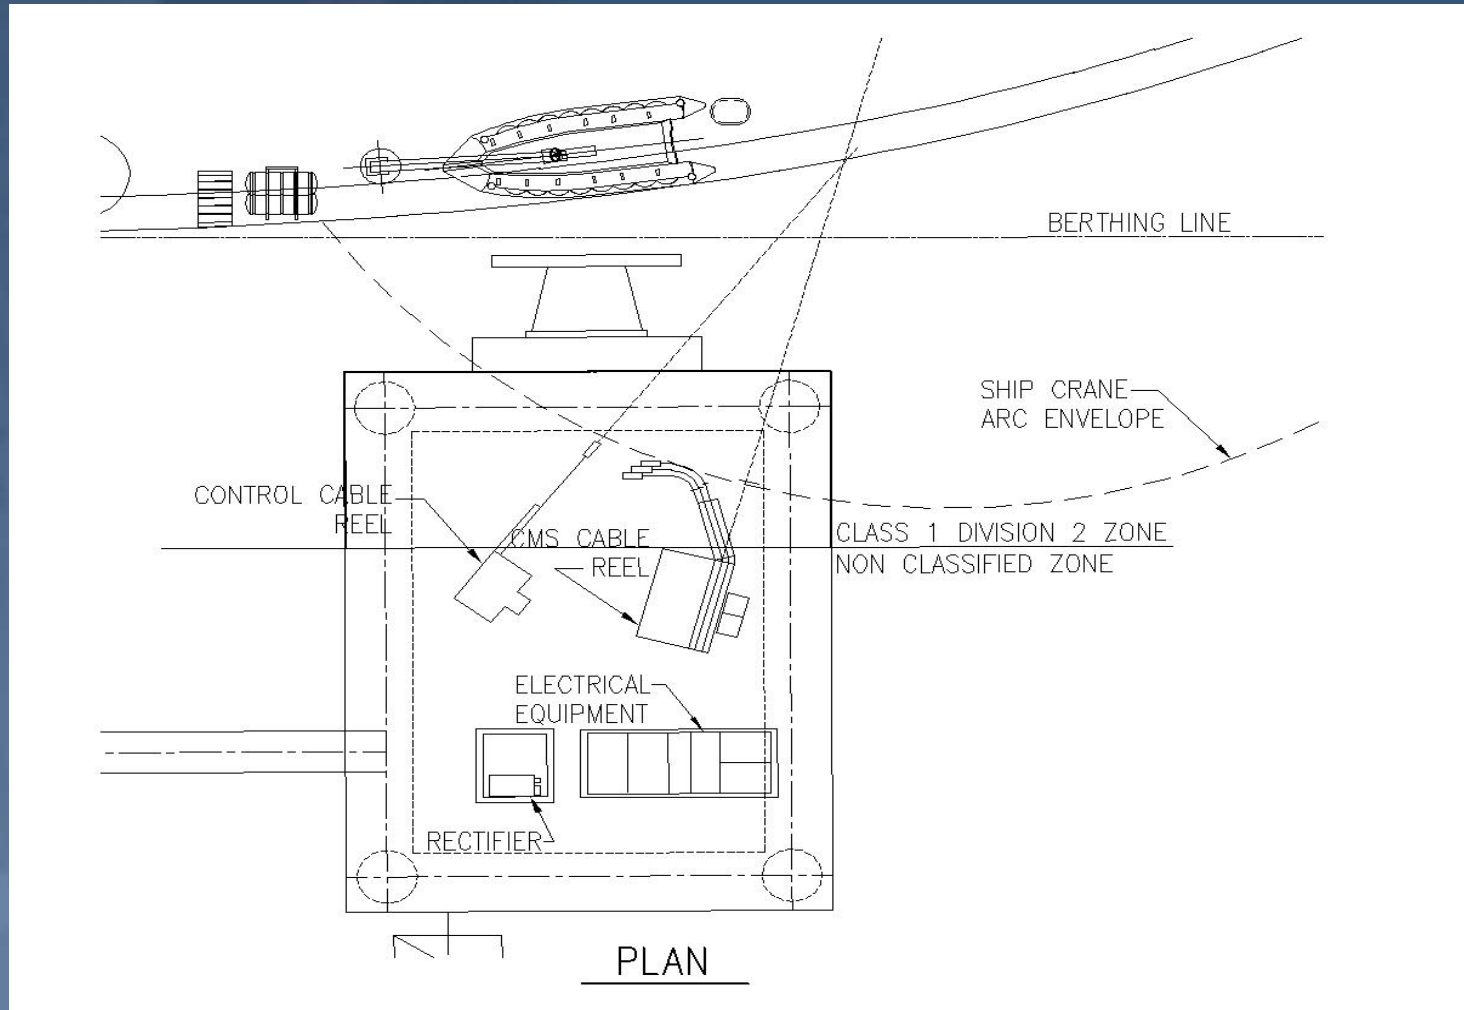 BERTHING LINE
SHIP CRANE
ARC ENVELOPE
CONTROL CABLE
REEL
CMS CABLE
REEL
CLASS 1 DIVISION 2 ZONE
NON CLASSIFIED ZONE
ELECTRICAL
EQUIPMENT
RECTIFIER
PLAN